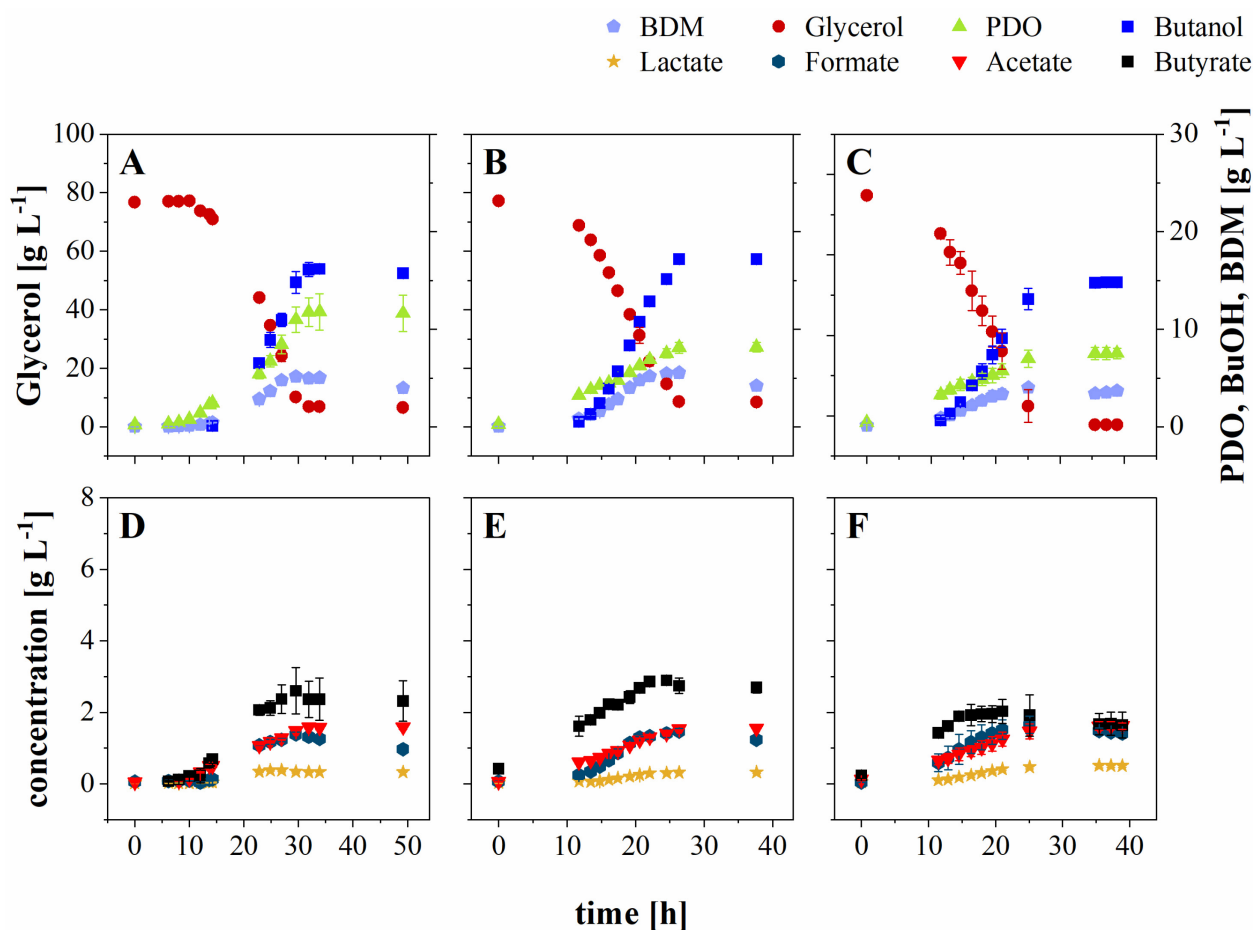 BDM Glycerol PDO Butanol
Lactate Formate Acetate Butyrate
A B C
100 80 60 40 20 0
30 20 10 0
Glycerol [g L-1]
PDO, BuOH, BDM [g L-1]
D E F
8 6 4 2 0
concentration [g L-1]
0 10 20 30 40 50 0 10 20 30 40 0 10 20 30 40
time [h]